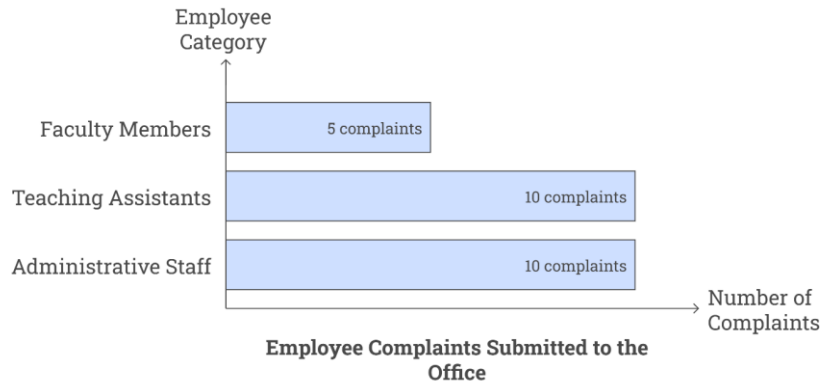 Employee
Category
Faculty Members
5 complaints
Teaching Assistants
10 complaints
Administrative Staff
10 complaints
Number of
Complaints
Employee Complaints Submitted to the
Office